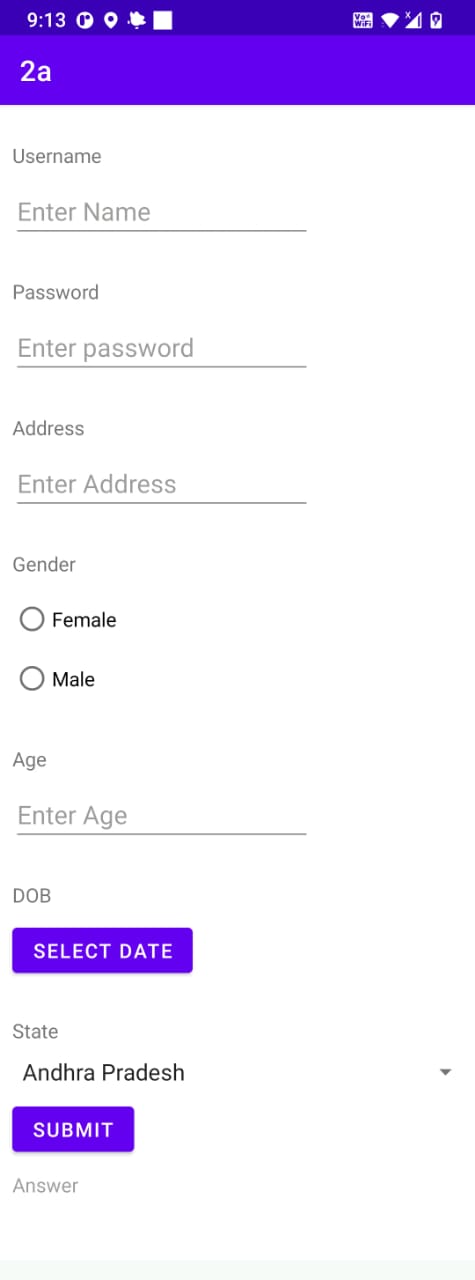 9:13
Vo WiFi
2a
Username
Enter Name
Password
Enter password
Address
Enter Address
Gender
Female
Male
Age
Enter Age
DOB
SELECT DATE
State
Andhra Pradesh
SUBMIT
Answer